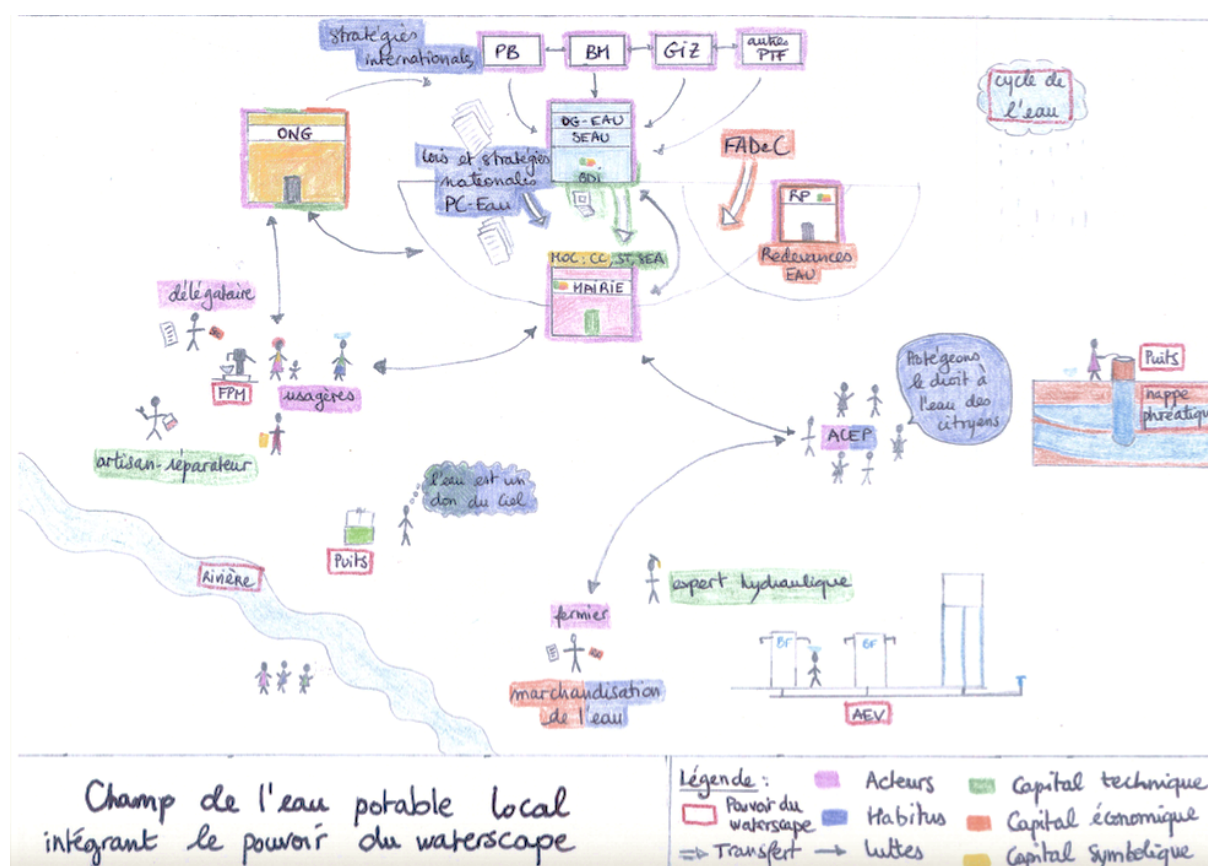 stratégies
internationales
PB
BM
GiZ
autres
PTF
cycle de
l'eau
ONG
DG-EAU
SEAU
BDI
lois et stratégies
nationales
PC-Eau
FADeC
RP
Redevances
EAU
MOC : CC, ST, SEA
MAIRIE
délégataire
FPM
usagères
artisan-réparateur
Protégeons
le droit à
l'eau des
citoyens
ACEP
Puits
nappe
phréatique
l'eau est un
don du Ciel
Puits
Rivière
expert hydraulique
fermier
marchandisation
de l'eau
BF
BF
AEV
Champ de l'eau potable local
intégrant le pouvoir du waterscape
Légende :
Pouvoir du
waterscape
Transfert
Acteurs
Habitus
luttes
Capital technique
Capital économique
Capital symbolique